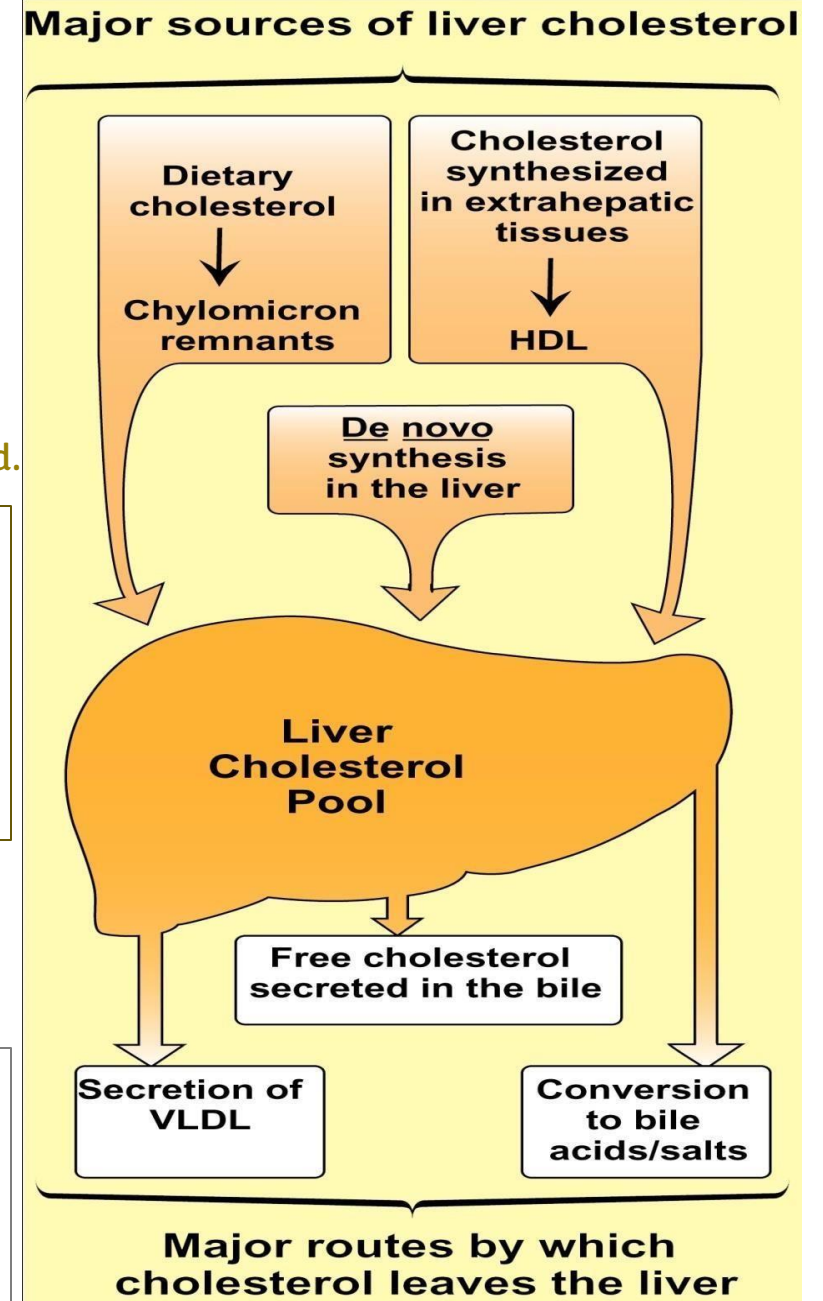 Major sources of liver cholesterol
Dietary
cholesterol
Chylomicron
remnants
Cholesterol
synthesized
in extrahepatic
tissues
HDL
De novo
synthesis
in the liver
d.
Liver
Cholesterol
Pool
Free cholesterol
secreted in the bile
Secretion of
VLDL
Conversion
to bile
acids/salts
Major routes by which
cholesterol leaves the liver